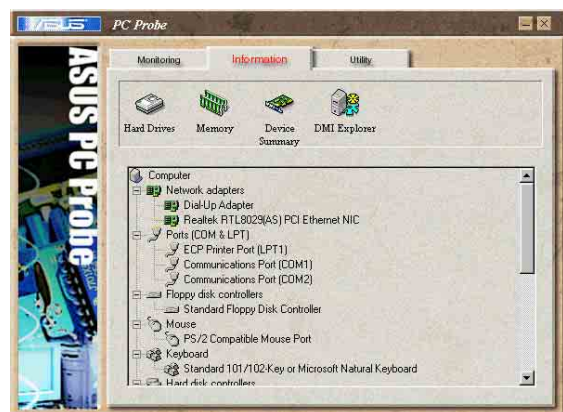 ASUS
PC Probe
ASUS PC Probe
Monitoring
Information
Utility
Hard Drives
Memory
Device
Summary
DMI Explorer
Computer
Network adapters
Dial-Up Adapter
Realtek RTL8029(AS) PCI Ethernet NIC
Ports (COM & LPT)
ECP Printer Port (LPT1)
Communications Port (COM1)
Communications Port (COM2)
Floppy disk controllers
Standard Floppy Disk Controller
Mouse
PS/2 Compatible Mouse Port
Keyboard
Standard 101/102-Key or Microsoft Natural Keyboard
Hard disk controllers